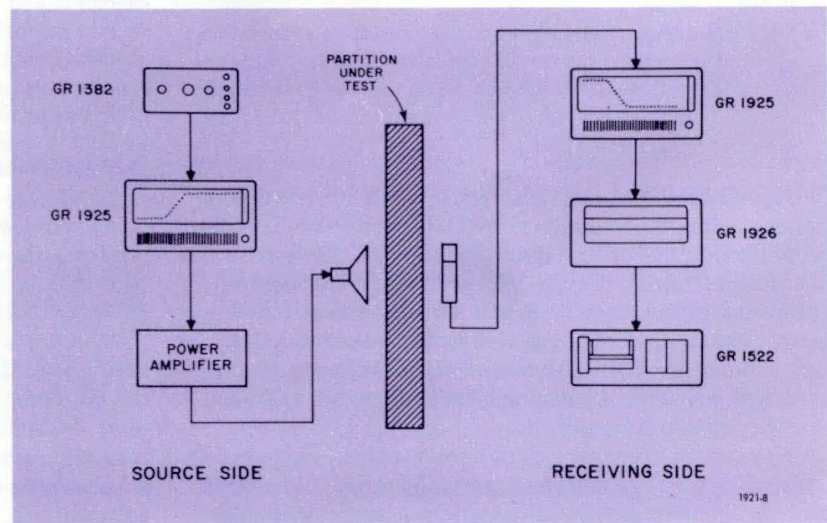 PARTITION
UNDER
TEST
GR 1382
GR 1925
POWER
AMPLIFIER
SOURCE SIDE
GR 1925
GR 1926
GR 1522
RECEIVING SIDE
1921-8